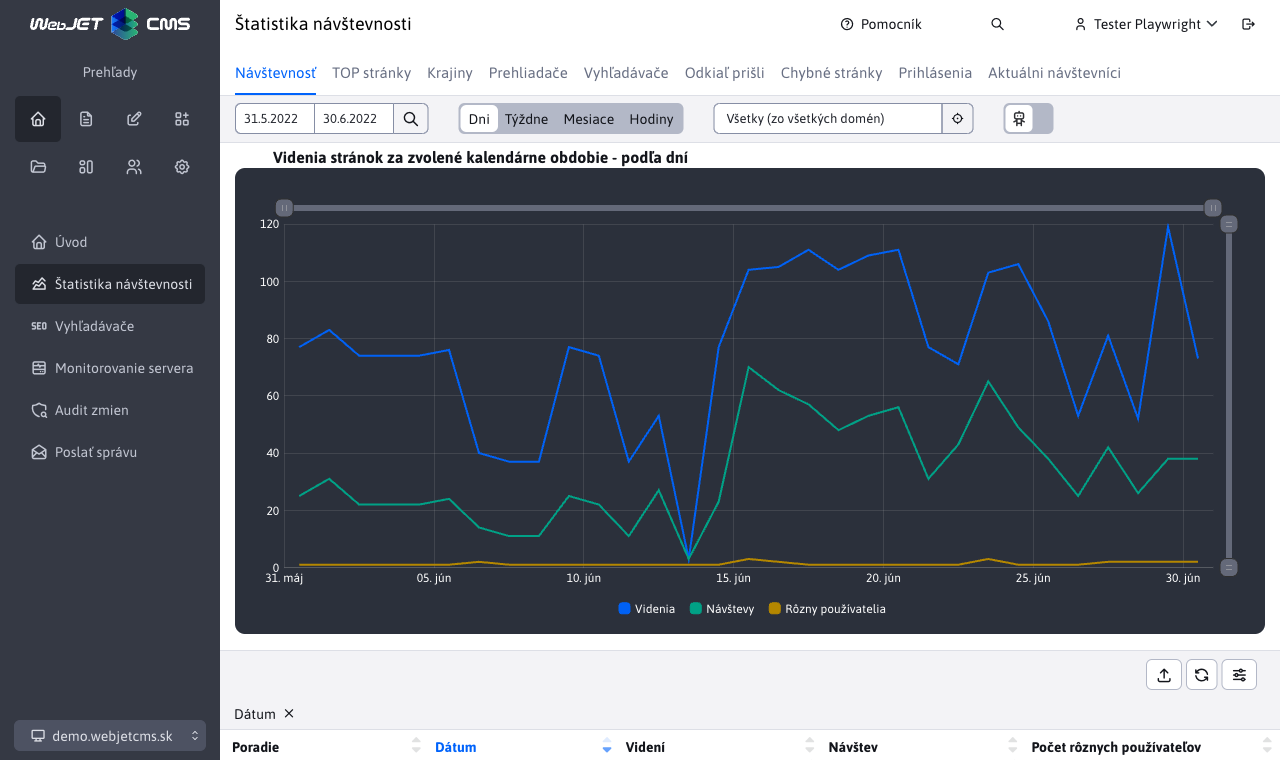 WebJET CMS
Štatistika návštevnosti
Pomocník
Tester Playwright
Prehľady
Návštevnosť TOP stránky Krajiny Prehliadače Vyhľadávače Odkiaľ prišli Chybné stránky Prihlásenia Aktuálni návštevníci
31.5.2022 30.6.2022 Dni Týždne Mesiace Hodiny Všetky (zo všetkých domén)
Videnia stránok za zvolené kalendárne obdobie - podľa dní
Úvod
Štatistika návštevnosti
SEO Vyhľadávače
Monitorovanie servera
Audit zmien
Poslať správu
120
100
80
60
40
20
0
31. máj 05. jún 10. jún 15. jún 20. jún 25. jún 30. jún
Videnia Návštevy Rôzny používatelia
Dátum
demo.webjetcms.sk
Poradie Dátum Videní Návštev Počet rôznych používateľov